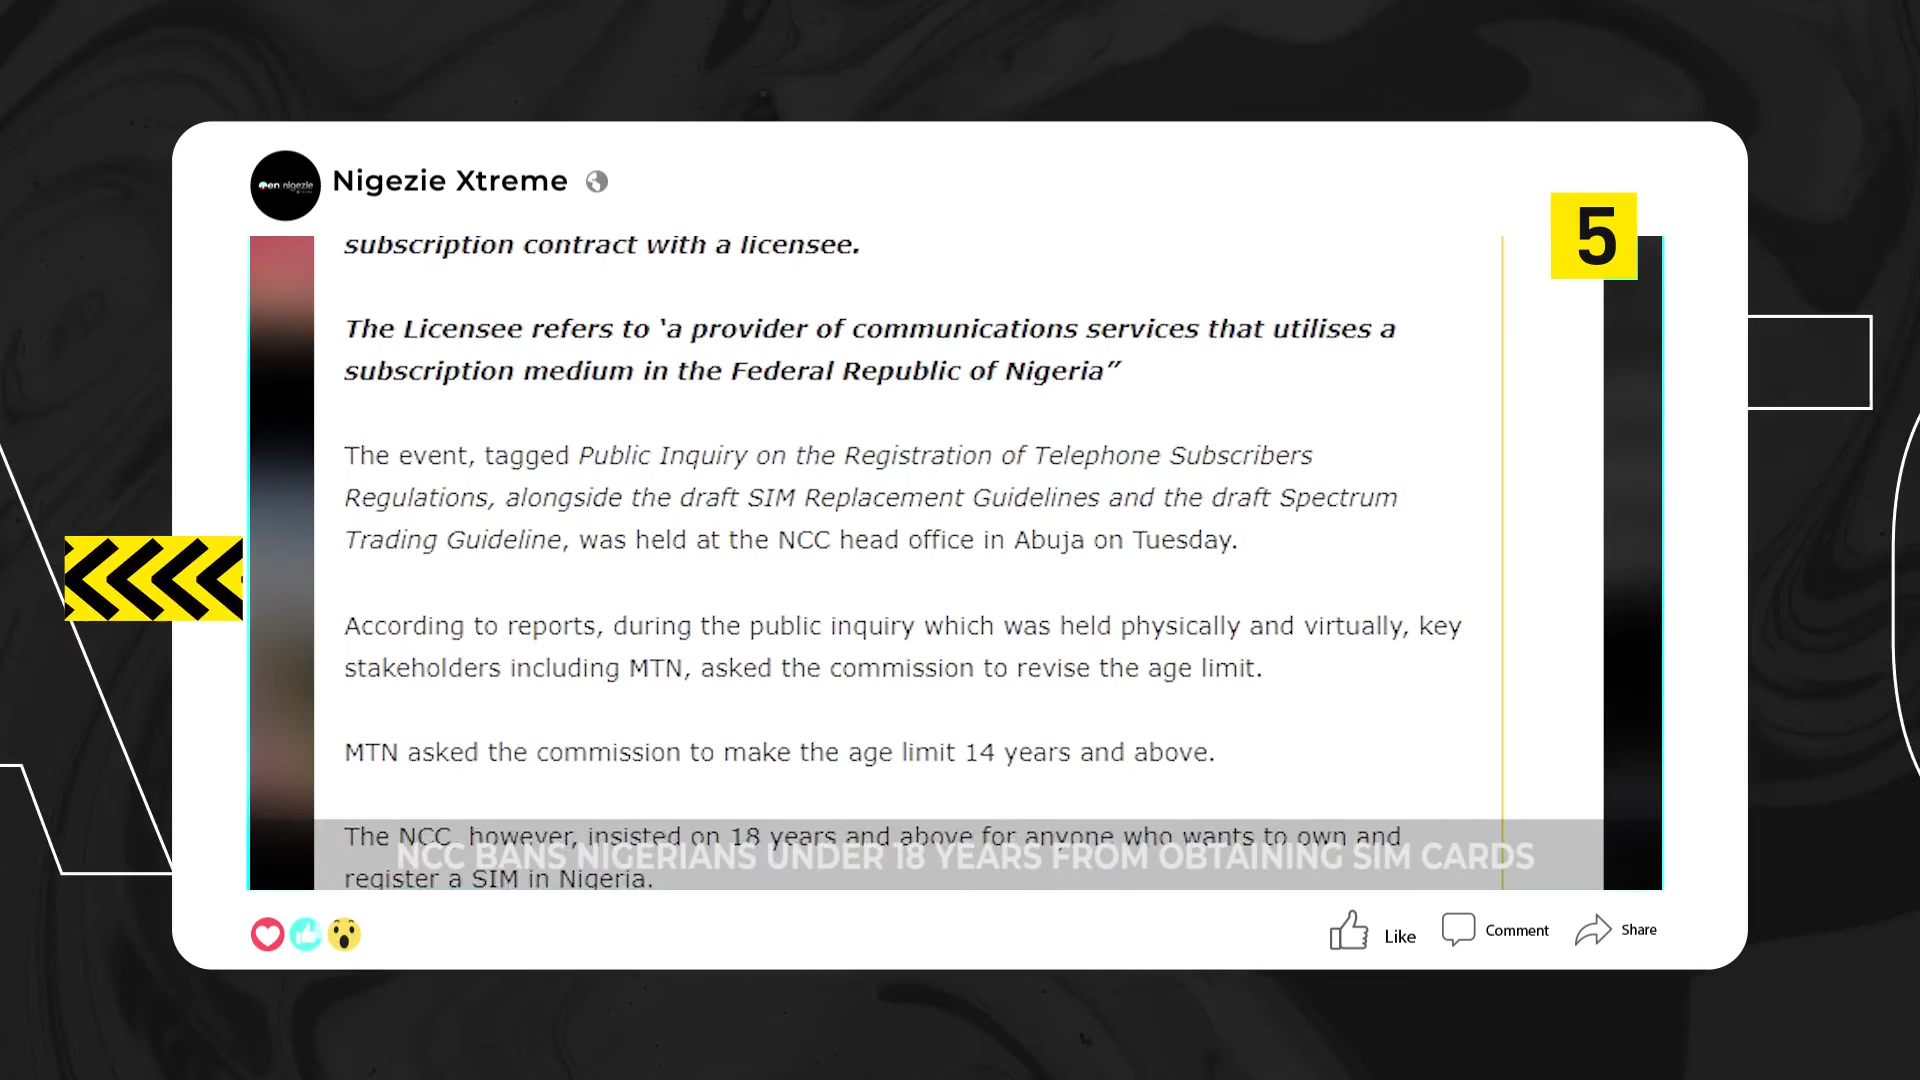 en nigezie
Nigezie Xtreme
5
subscription contract with a licensee.
The Licensee refers to ‘a provider of communications services that utilises a
subscription medium in the Federal Republic of Nigeria”
The event, tagged Public Inquiry on the Registration of Telephone Subscribers
Regulations, alongside the draft SIM Replacement Guidelines and the draft Spectrum
Trading Guideline, was held at the NCC head office in Abuja on Tuesday.
According to reports, during the public inquiry which was held physically and virtually, key
stakeholders including MTN, asked the commission to revise the age limit.
MTN asked the commission to make the age limit 14 years and above.
The NCC, however, insisted on 18 years and above for anyone who wants to own and
NCC BANS NIGERIANS UNDER 18 YEARS FROM OBTAINING SIM CARDS
register a SIM in Nigeria.
Like Comment Share